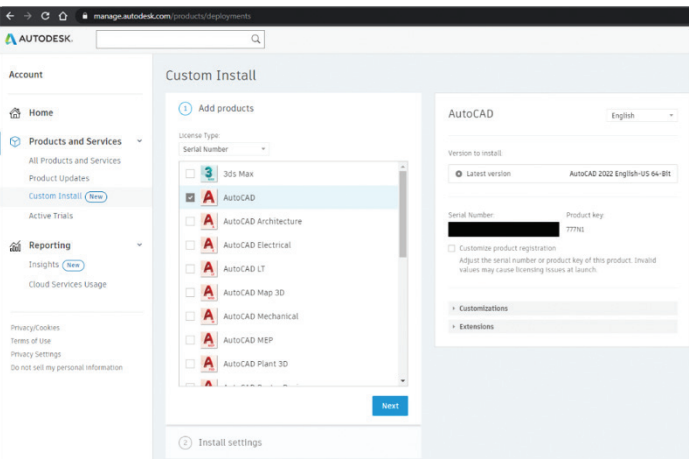 manage.autodesk.com/products/deployments
AUTODESK.
Account
Home
Products and Services
All Products and Services
Product Updates
Custom Install New
Active Trials
Reporting
Insights New
Cloud Services Usage
Privacy/Cookies
Terms of Use
Privacy Settings
Do not sell my personal information
Custom Install
1 Add products
License Type:
Serial Number
3ds Max
AutoCAD
AutoCAD Architecture
AutoCAD Electrical
AutoCAD LT
AutoCAD Map 3D
AutoCAD Mechanical
AutoCAD MEP
AutoCAD Plant 3D
Next
2 Install settings
AutoCAD
English
Version to install
Latest version AutoCAD 2022 English-US 64-Bit
Serial Number Product key
777N1
Customize product registration
Adjust the serial number or product key of this product. Invalid
values may cause licensing issues at launch.
Customizations
Extensions